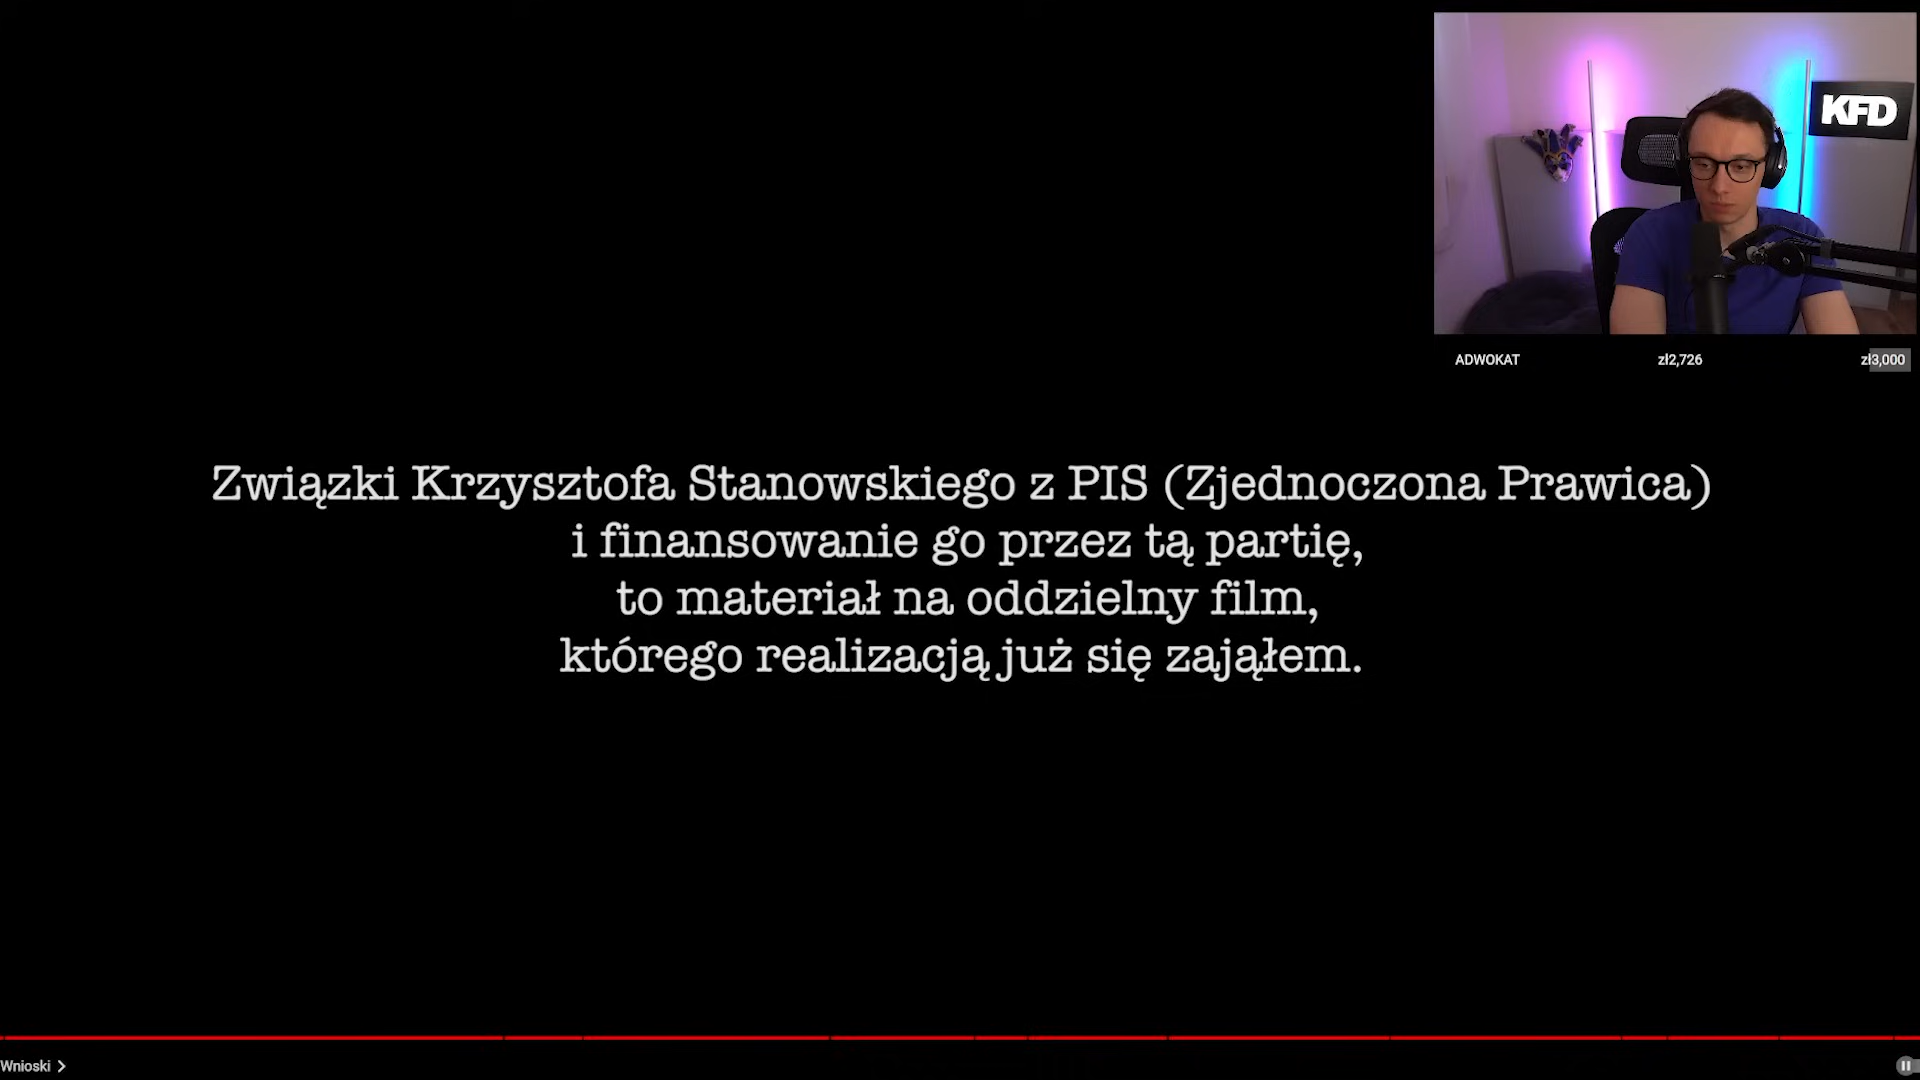 KFD
ADWOKAT zł2,726 zł3,000
Związki Krzysztofa Stanowskiego z PIS (Zjednoczona Prawica)
i finansowanie go przez tą partię,
to materiał na oddzielny film,
którego realizacją już się zająłem.
Wnioski